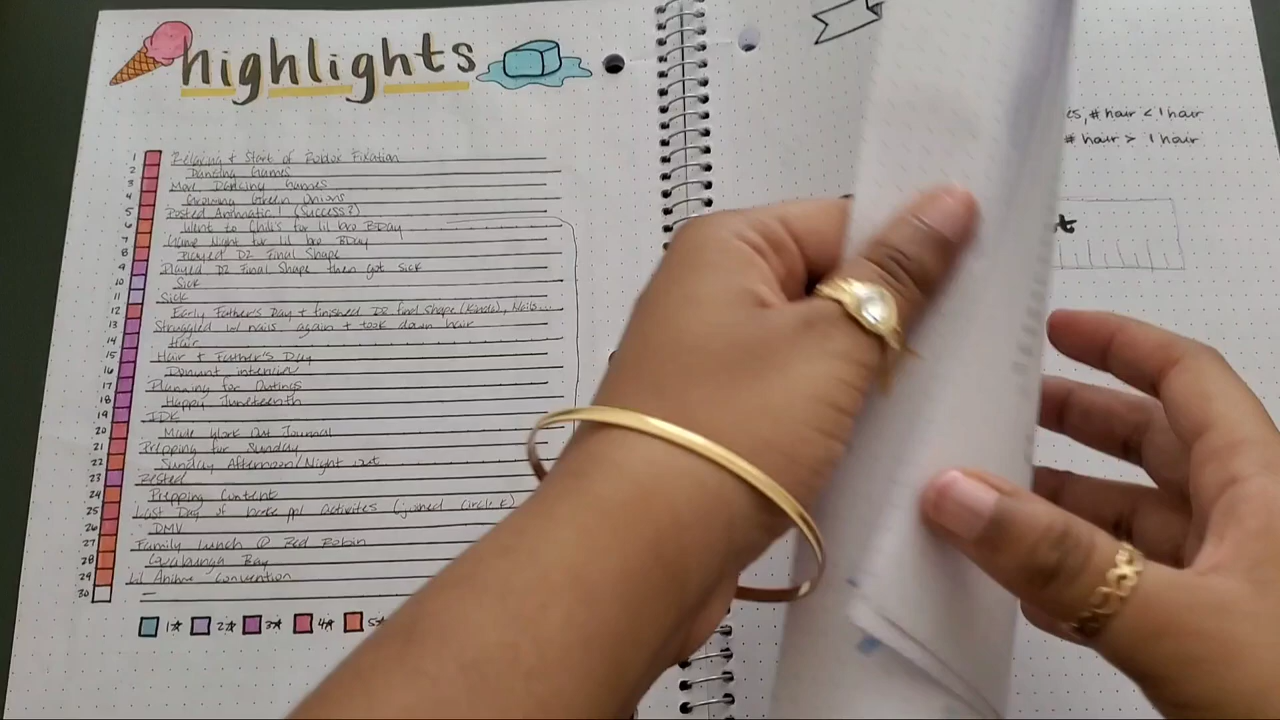 highlights
1 Relaxing + Start of Roblox Fixation
2 Dancing Games
3 More Dancing Games
4 Growing Green Onions
5 Posted Animatic! (Success?)
6 Went to Chili's for lil bro BDay
7 Game Night for lil bro BDay
8 Played D2 Final Shape
9 Played D2 Final Shape then got sick
10 Sick
11 Sick
12 Early Father's Day + finished D2 final shape (kinda), Nails...
13 Struggled w/ nails again + took down hair
14 Hair
15 Hair + Father's Day
16 Donut
17 Planning for Outings
18 Happy Juneteenth
19 IDK
20 Made Work Out Journal
21 Prepping for Sunday
22 Sunday Afternoon/Night out
23 Rested
24 Prepping Content
25 Last Day of broke ppl activites (joined circle K)
26 DMV
27 Family Lunch @ Red Robin
28 Cowabunga Bay
29 Lil Anime Convention
30 —
1★ 2★ 3★ 4★ 5★
# hair < 1 hair
# hair > 1 hair